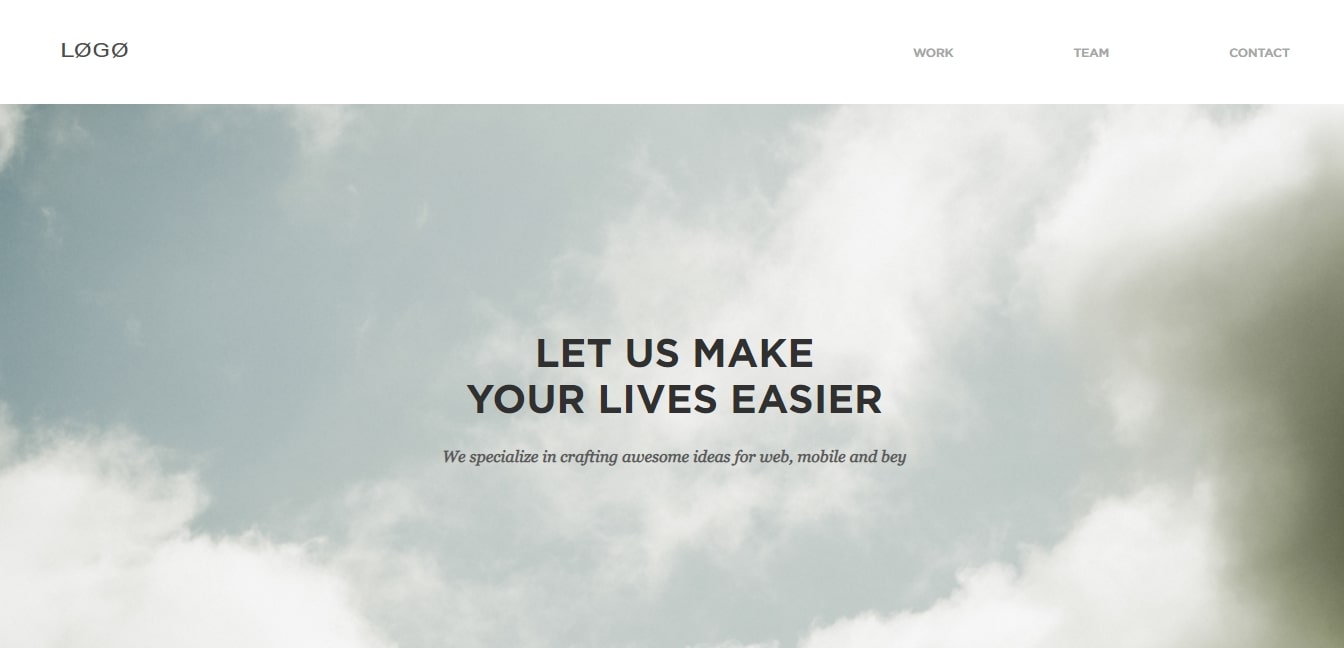 LØGØ
WORK TEAM CONTACT
LET US MAKE
YOUR LIVES EASIER
We specialize in crafting awesome ideas for web, mobile and bey